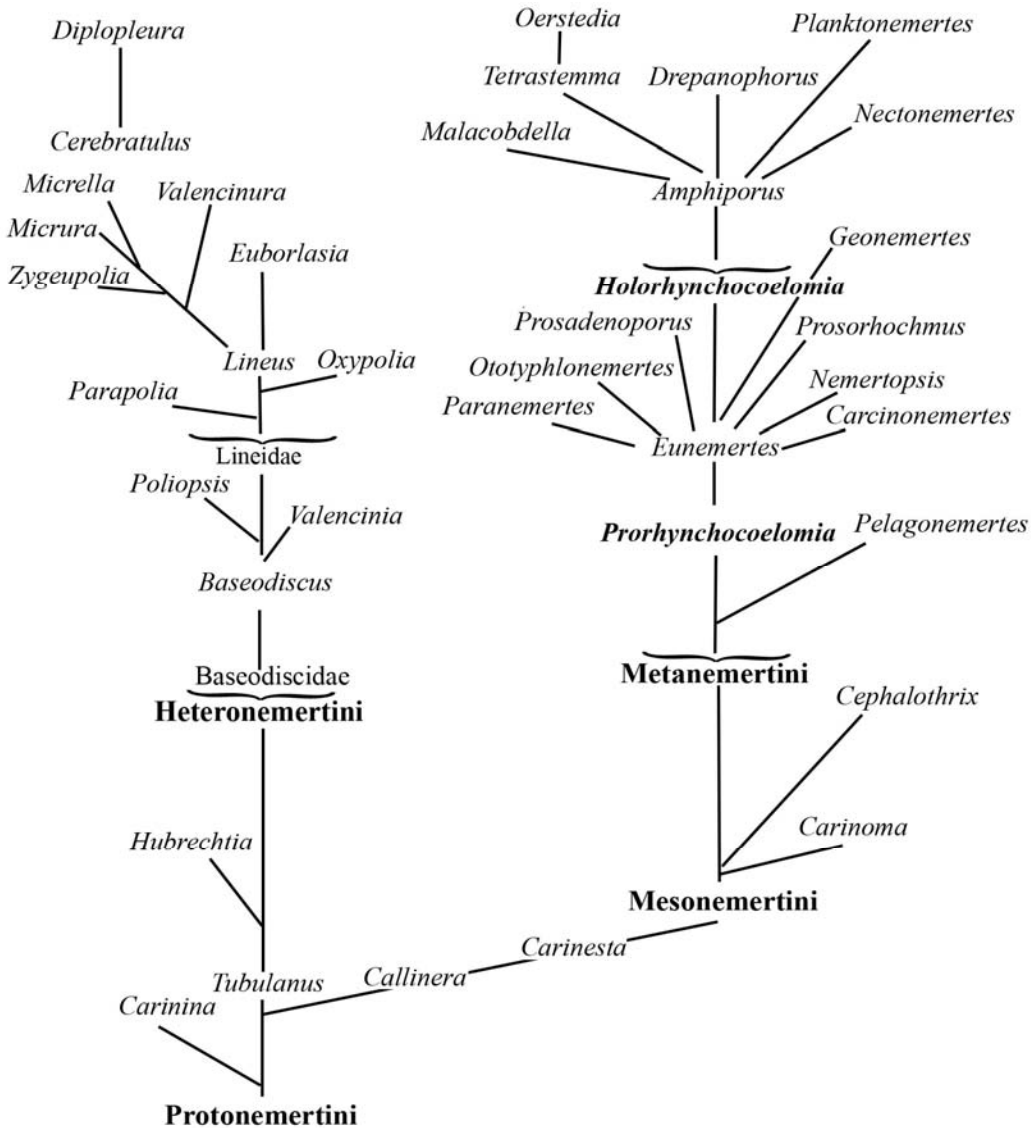 Diplopleura
Cerebratulus
Micrella
Valencinura
Micrura
Euborlasia
Zygeupolia
Lineus
Oxypolia
Parapolia
Lineidae
Poliopsis
Valencinia
Baseodiscus
Baseodiscidae
Heteronemertini
Hubrechtia
Tubulanus
Carinina
Protonemertini
Oerstedia
Planktonemertes
Tetrastemma
Drepanophorus
Nectonemertes
Malacobdella
Amphiporus
Geonemertes
Holorhynchocoelomia
Prosadenoporus
Prosorhochmus
Ototyphlonemertes
Nemertopsis
Paranemertes
Carcinonemertes
Eunemertes
Prorhynchocoelomia
Pelagonemertes
Metanemertini
Cephalothrix
Carinoma
Mesonemertini
Carinesta
Callinera